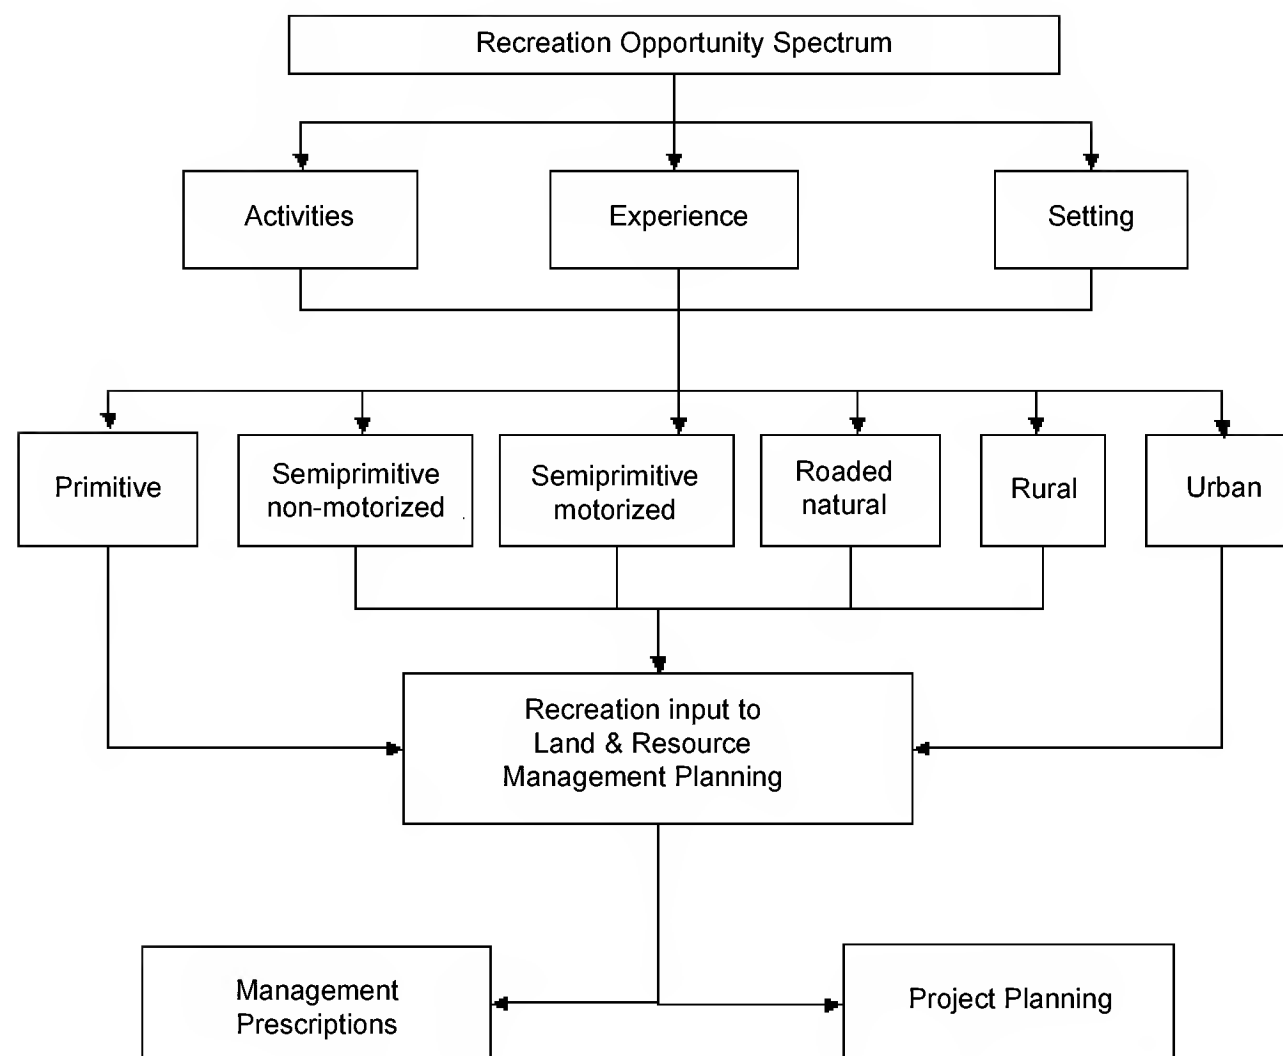 Recreation Opportunity Spectrum
Activities
Experience
Setting
Primitive
Semiprimitive
non-motorized
Semiprimitive
motorized
Roaded
natural
Rural
Urban
Recreation input to
Land & Resource
Management Planning
Management
Prescriptions
Project Planning